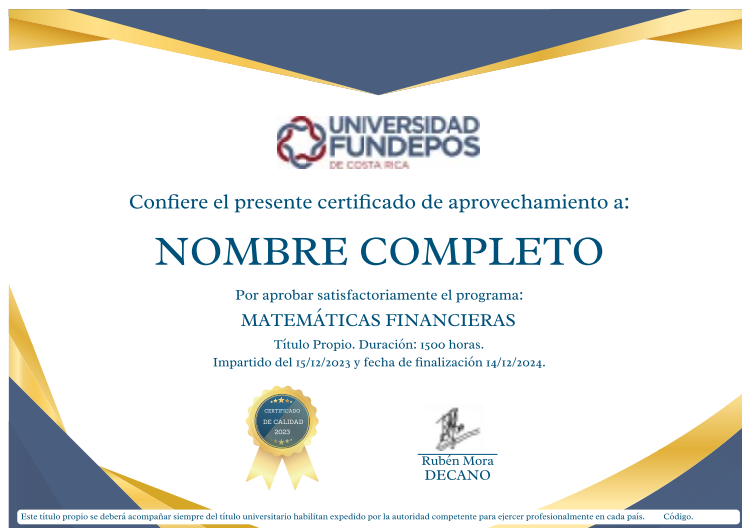 UNIVERSIDAD
FUNDEPOS
DE COSTA RICA
Confiere el presente certificado de aprovechamiento a:
NOMBRE COMPLETO
Por aprobar satisfactoriamente el programa:
MATEMÁTICAS FINANCIERAS
Título Propio. Duración: 1500 horas.
Impartido del 15/12/2023 y fecha de finalización 14/12/2024.
CERTIFICADO
DE CALIDAD
2023
Rubén Mora
DECANO
Este título propio se deberá acompañar siempre del título universitario habilitan expedido por la autoridad competente para ejercer profesionalmente en cada país. Código.